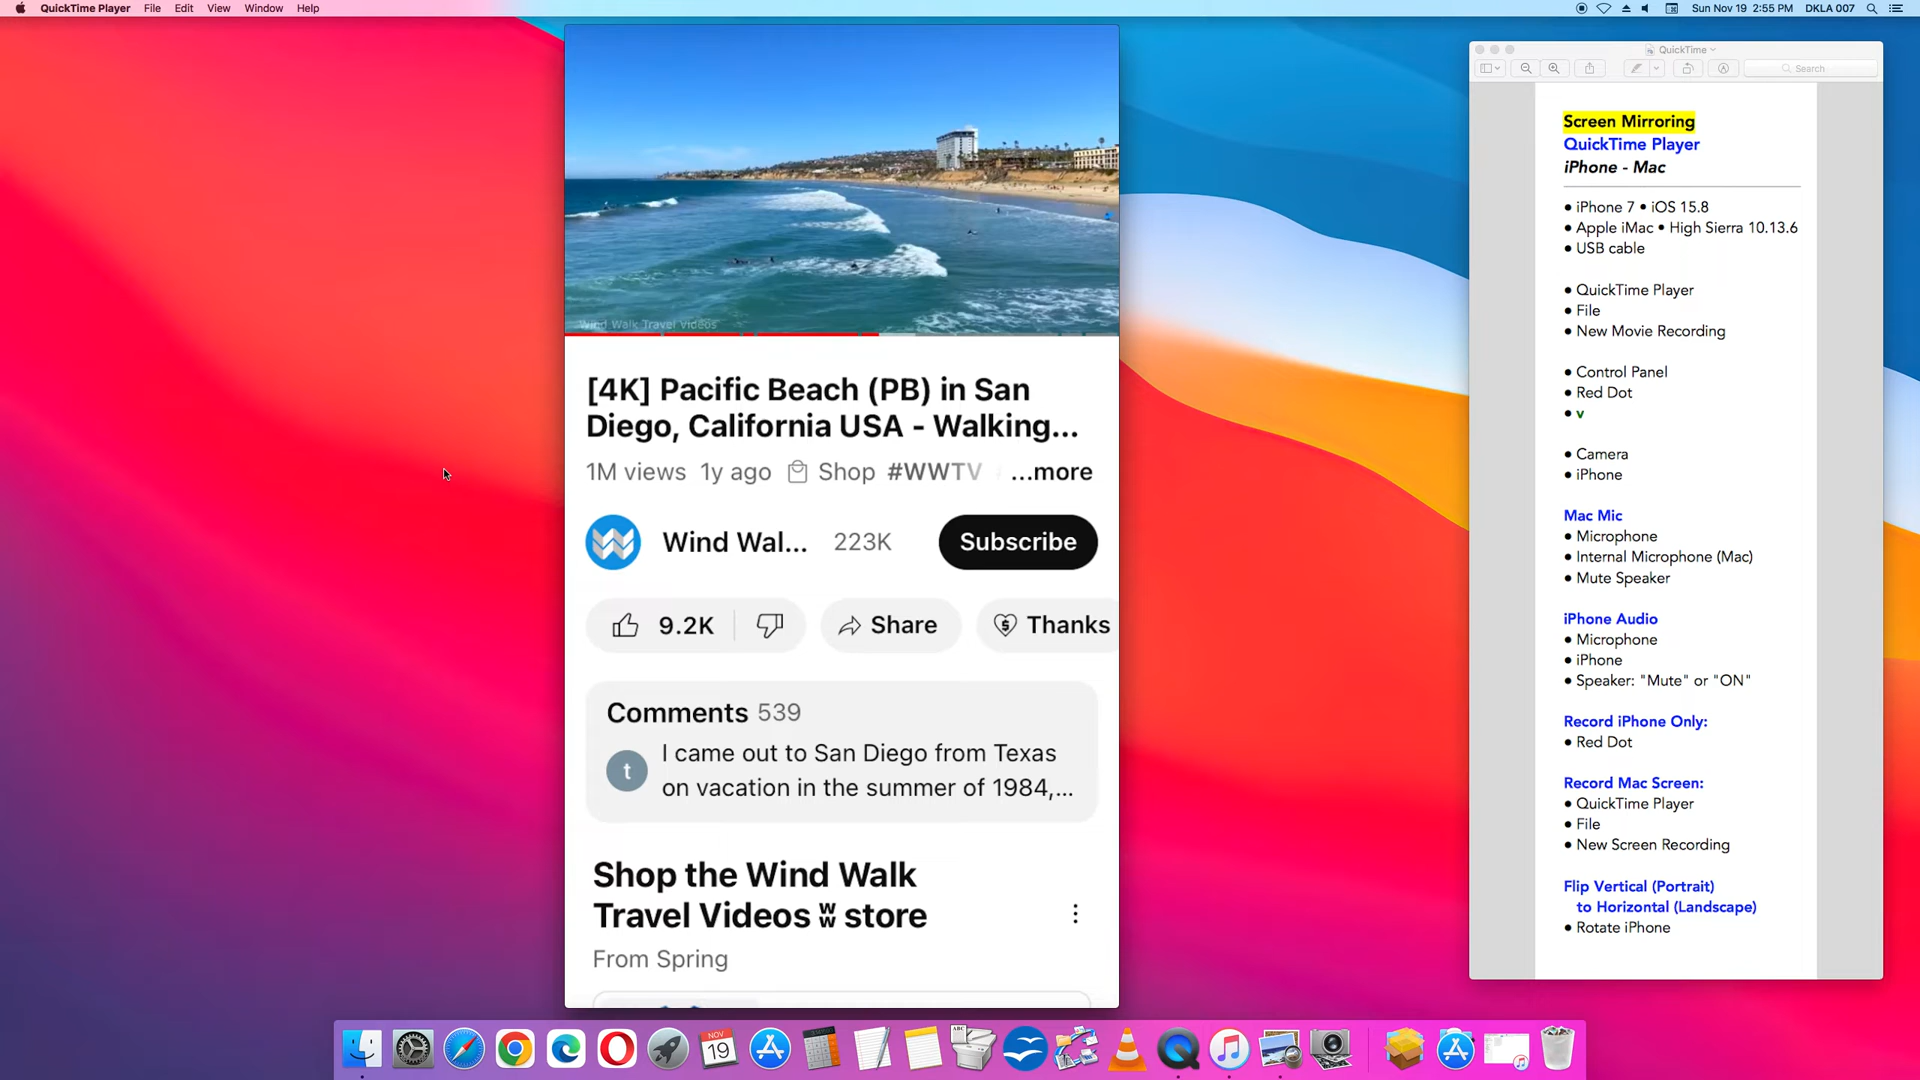 QuickTime Player File Edit View Window Help
Sun Nov 19 2:55 PM DKLA 007
QuickTime
Search
Wind Walk Travel Videos
[4K] Pacific Beach (PB) in San
Diego, California USA - Walking...
1M views 1y ago Shop #WWTV ...more
Wind Wal... 223K Subscribe
9.2K Share Thanks
Comments 539
t
I came out to San Diego from Texas
on vacation in the summer of 1984,...
Shop the Wind Walk
Travel Videos store
From Spring
Screen Mirroring
QuickTime Player
iPhone - Mac
• iPhone 7 • iOS 15.8
• Apple iMac • High Sierra 10.13.6
• USB cable
• QuickTime Player
• File
• New Movie Recording
• Control Panel
• Red Dot
• v
• Camera
• iPhone
Mac Mic
• Microphone
• Internal Microphone (Mac)
• Mute Speaker
iPhone Audio
• Microphone
• iPhone
• Speaker: "Mute" or "ON"
Record iPhone Only:
• Red Dot
Record Mac Screen:
• QuickTime Player
• File
• New Screen Recording
Flip Vertical (Portrait)
to Horizontal (Landscape)
• Rotate iPhone
NOV
19
ABC